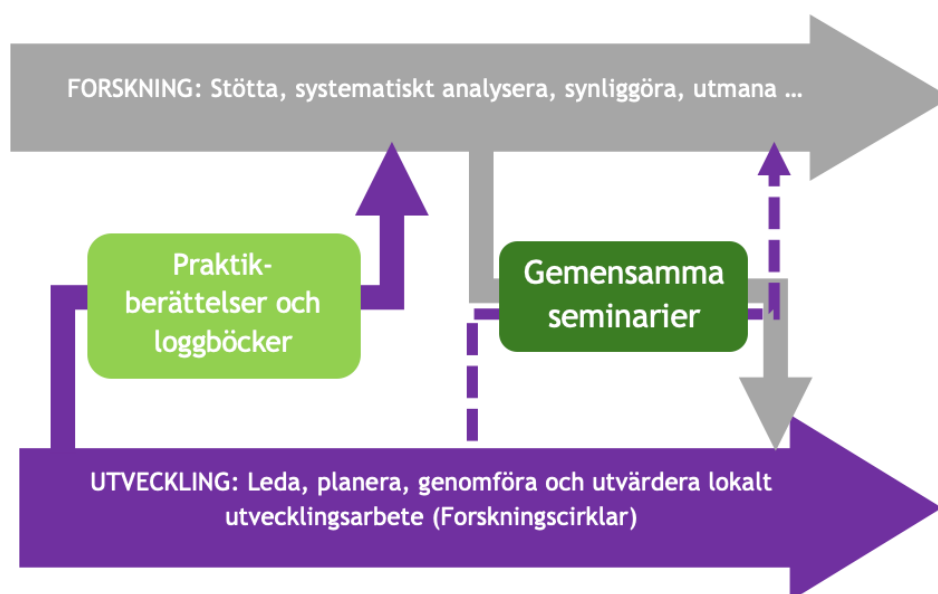 FORSKNING: Stötta, systematiskt analysera, synliggöra, utmana …
Praktik-
berättelser och
loggböcker
Gemensamma
seminarier
UTVECKLING: Leda, planera, genomföra och utvärdera lokalt
utvecklingsarbete (Forskningscirklar)